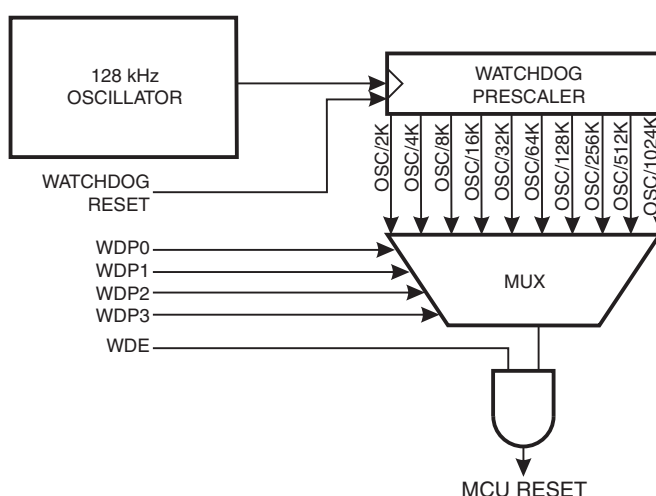 128 kHz
OSCILLATOR
WATCHDOG
PRESCALER
OSC/2K
OSC/4K
OSC/8K
OSC/16K
OSC/32K
OSC/64K
OSC/128K
OSC/256K
OSC/512K
OSC/1024K
WATCHDOG
RESET
WDP0
WDP1
WDP2
WDP3
MUX
WDE
MCU RESET